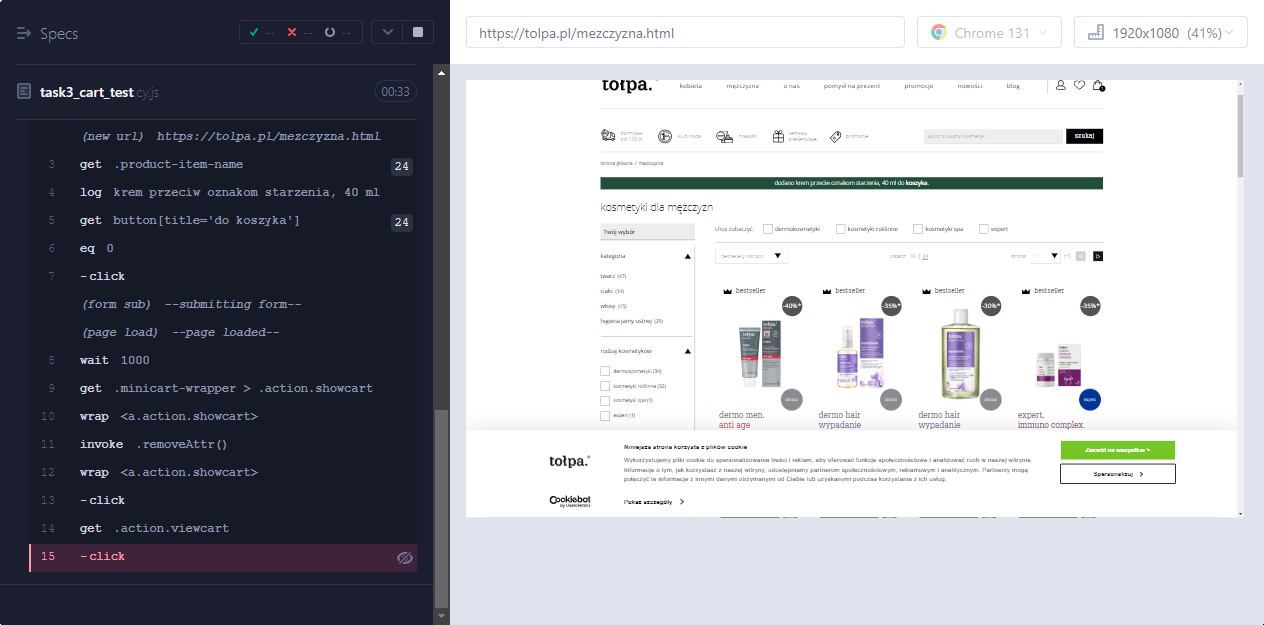 Specs
-- -- --
task3_cart_test.cy.js 00:33
(new url) https://tolpa.pl/mezczyzna.html
3 get .product-item-name 24
4 log krem przeciw oznakom starzenia, 40 ml
5 get button[title='do koszyka'] 24
6 eq 0
7 -click
(form sub) --submitting form--
(page load) --page loaded--
8 wait 1000
9 get .minicart-wrapper > .action.showcart
10 wrap <a.action.showcart>
11 invoke .removeAttr()
12 wrap <a.action.showcart>
13 -click
14 get .action.viewcart
15 -click
https://tolpa.pl/mezczyzna.html
Chrome 131
1920x1080 (41%)
tołpa.
kobieta mężczyzna o nas pomysł na prezent promocje nowości blog
darmowa
klub tołpa nowości
zestawy
prezentowe
promocje
szukaj
strona główna / mężczyzna
dodano krem przeciw oznakom starzenia, 40 ml do koszyka.
kosmetyki dla mężczyzn
Twój wybór
chcę zobaczyć: dermokosmetyki kosmetyki roślinne kosmetyki spa expert
kategoria
twarz (47)
ciało (14)
włosy (15)
higiena jamy ustnej (29)
rodzaj kosmetyków
dermokosmetyki (34)
kosmetyki roślinne (32)
kosmetyki spa (1)
expert (1)
zobacz: 16 | 24
strona 1 z 5
bestseller bestseller bestseller bestseller
-40%* -35%* -30%* -35%*
expert
dermo men.
anti age
dermo hair
wypadanie
dermo hair
wypadanie
expert,
immuno complex.
tołpa.
Cookiebot
by Usercentrics
Niniejsza strona korzysta z plików cookie
Wykorzystujemy pliki cookie do spersonalizowania treści i reklam, aby oferować funkcje społecznościowe i analizować ruch w naszej witrynie.
Informacje o tym, jak korzystasz z naszej witryny, udostępniamy partnerom społecznościowym, reklamowym i analitycznym. Partnerzy mogą
połączyć te informacje z innymi danymi otrzymanymi od Ciebie lub uzyskanymi podczas korzystania z ich usług.
Pokaż szczegóły
Zezwól na wszystkie
Spersonalizuj